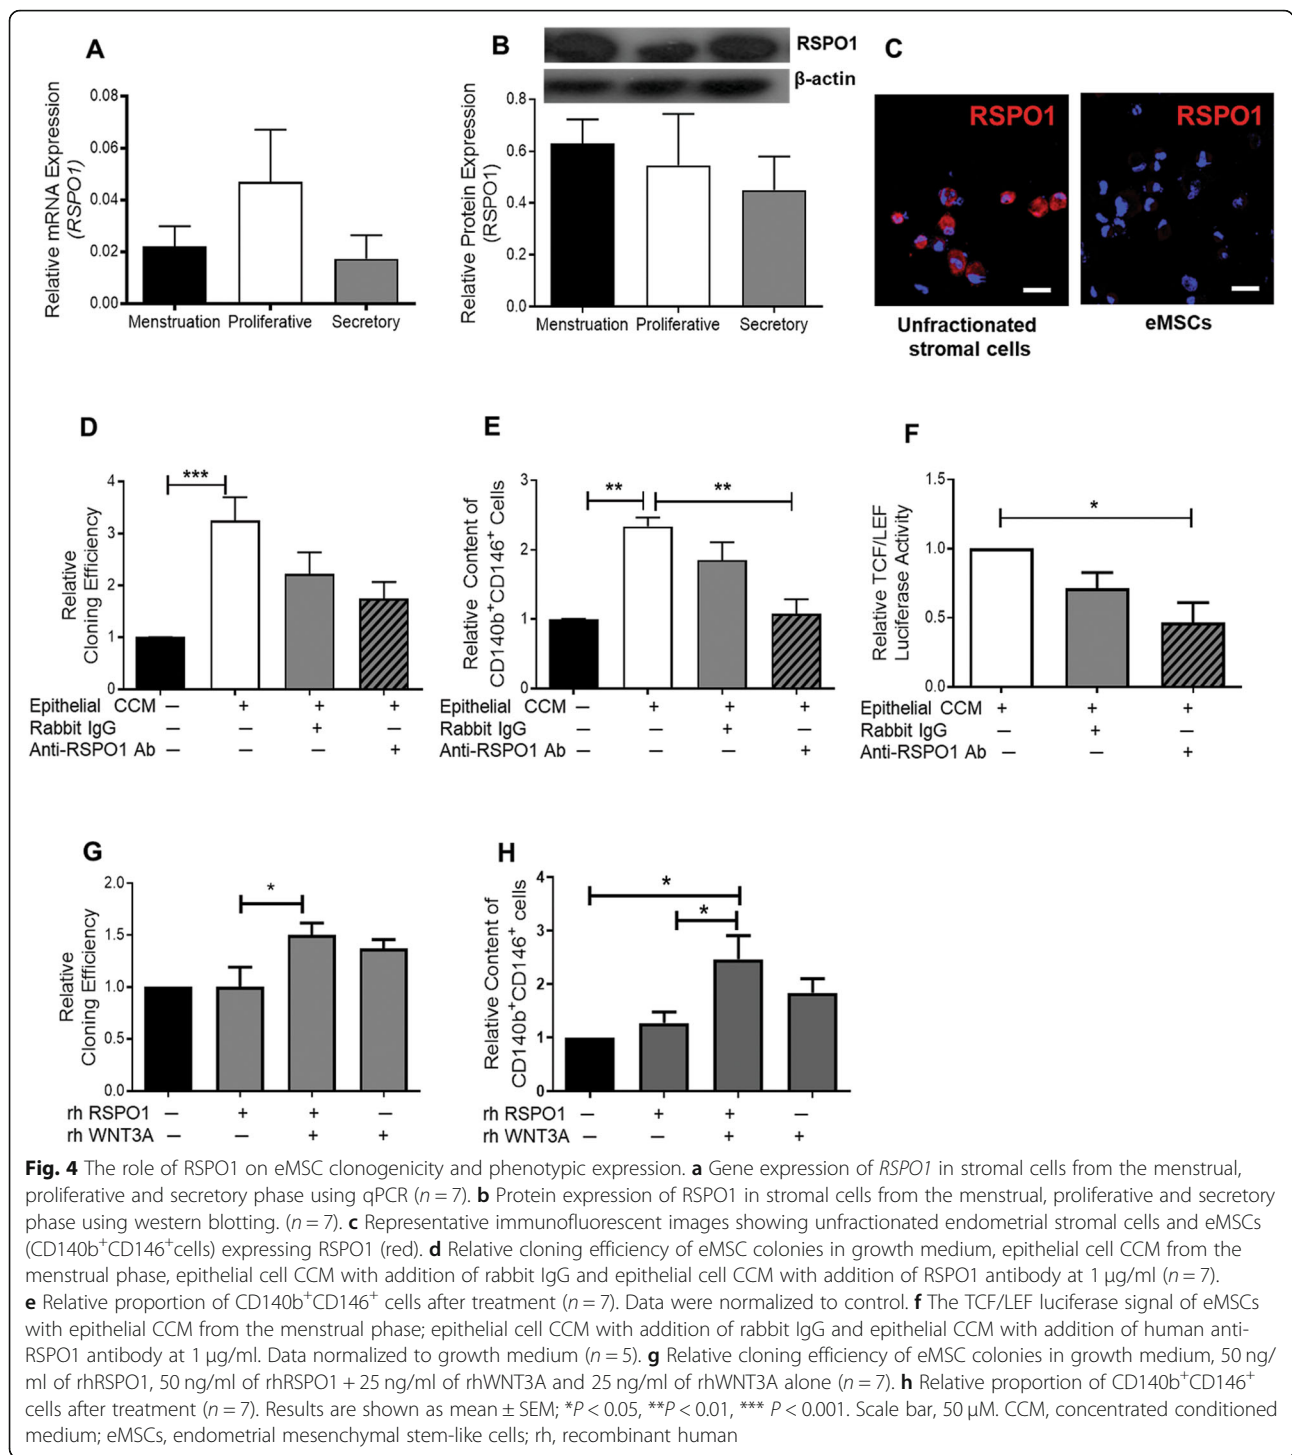 A
Relative mRNA Expression
(RSPO1)
0.08
0.06
0.04
0.02
0.00
Menstruation Proliferative Secretory
B
RSPO1
β-actin
Relative Protein Expression
(RSPO1)
0.8
0.6
0.4
0.2
0.0
Menstruation Proliferative Secretory
C
RSPO1
RSPO1
Unfractionated
stromal cells
eMSCs
D
Relative
Cloning Efficiency
4
3
2
1
0
***
Epithelial CCM – + + +
Rabbit IgG – – + –
Anti-RSPO1 Ab – – – +
E
Relative Content of
CD140b+CD146+ Cells
3
2
1
0
** **
Epithelial CCM – + + +
Rabbit IgG – – + –
Anti-RSPO1 Ab – – – +
F
Relative TCF/LEF
Luciferase Activity
1.5
1.0
0.5
0.0
*
Epithelial CCM + + +
Rabbit IgG – + –
Anti-RSPO1 Ab – – +
G
Relative
Cloning Efficiency
2.0
1.5
1.0
0.5
0.0
*
rh RSPO1 – + + –
rh WNT3A – – + +
H
Relative Content of
CD140b+CD146+ cells
4
3
2
1
0
*
*
rh RSPO1 – + + –
rh WNT3A – – + +
Fig. 4 The role of RSPO1 on eMSC clonogenicity and phenotypic expression. a Gene expression of RSPO1 in stromal cells from the menstrual,
proliferative and secretory phase using qPCR (n = 7). b Protein expression of RSPO1 in stromal cells from the menstrual, proliferative and secretory
phase using western blotting. (n = 7). c Representative immunofluorescent images showing unfractionated endometrial stromal cells and eMSCs
(CD140b+CD146+cells) expressing RSPO1 (red). d Relative cloning efficiency of eMSC colonies in growth medium, epithelial cell CCM from the
menstrual phase, epithelial cell CCM with addition of rabbit IgG and epithelial cell CCM with addition of RSPO1 antibody at 1 μg/ml (n = 7).
e Relative proportion of CD140b+CD146+ cells after treatment (n = 7). Data were normalized to control. f The TCF/LEF luciferase signal of eMSCs
with epithelial CCM from the menstrual phase; epithelial cell CCM with addition of rabbit IgG and epithelial CCM with addition of human anti-
RSPO1 antibody at 1 μg/ml. Data normalized to growth medium (n = 5). g Relative cloning efficiency of eMSC colonies in growth medium, 50 ng/
ml of rhRSPO1, 50 ng/ml of rhRSPO1 + 25 ng/ml of rhWNT3A and 25 ng/ml of rhWNT3A alone (n = 7). h Relative proportion of CD140b+CD146+
cells after treatment (n = 7). Results are shown as mean ± SEM; *P < 0.05, **P < 0.01, *** P < 0.001. Scale bar, 50 μM. CCM, concentrated conditioned
medium; eMSCs, endometrial mesenchymal stem-like cells; rh, recombinant human